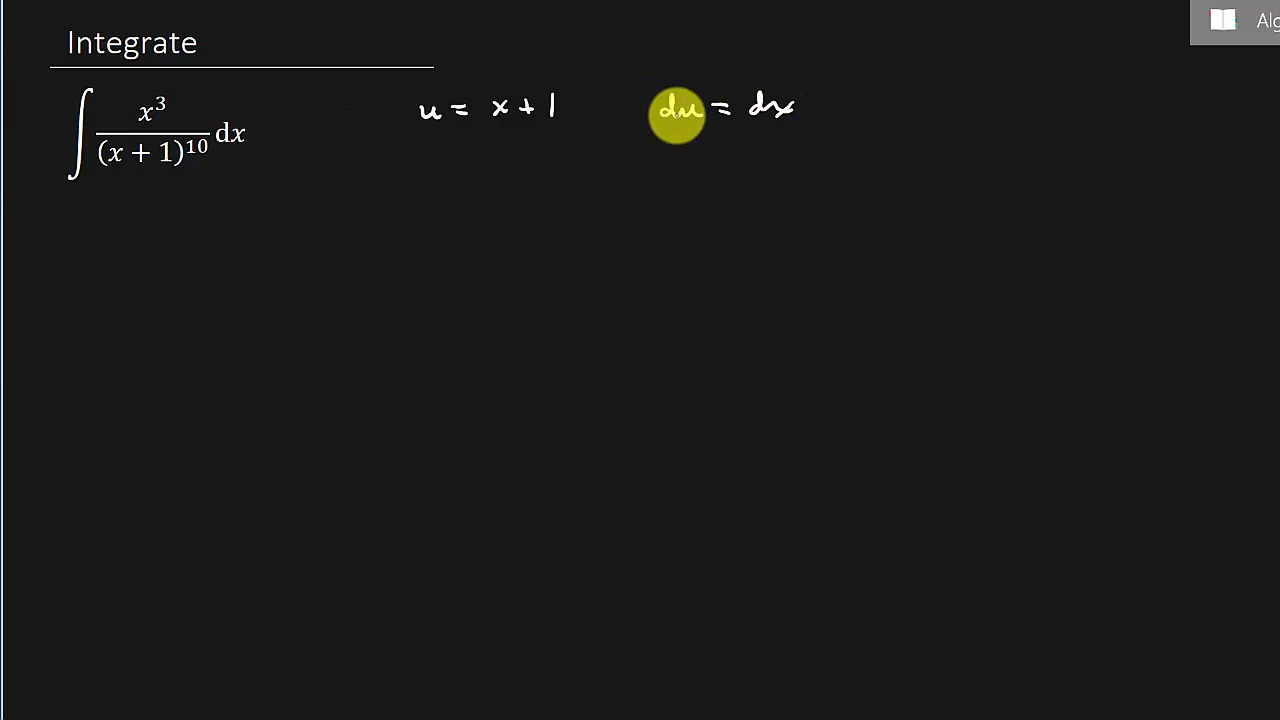 Integrate
Alg
∫ x³/(x + 1)¹⁰ dx
u = x + 1 du = dx